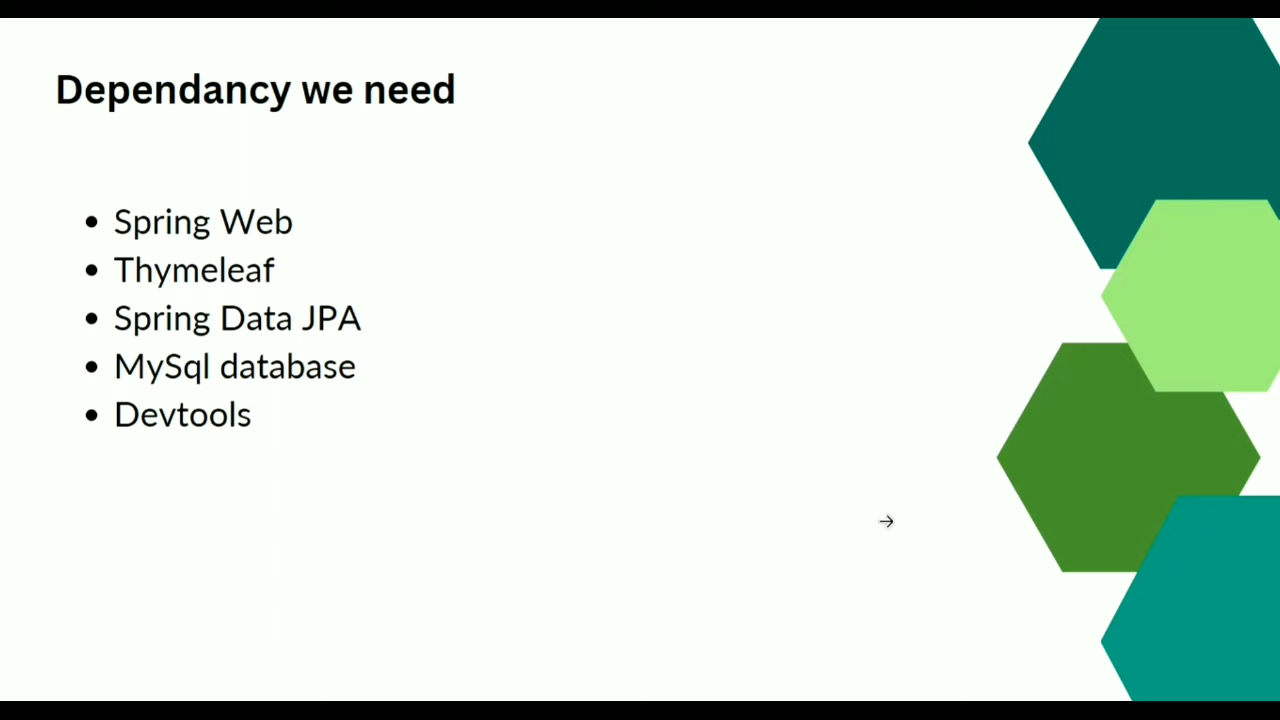 Dependancy we need
Spring Web
Thymeleaf
Spring Data JPA
MySql database
Devtools